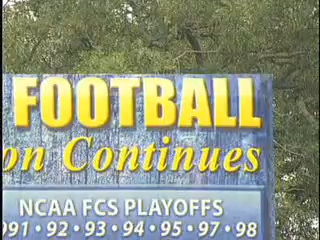 FOOTBALL
on Continues
NCAA FCS PLAYOFFS
991 • 92 • 93 • 94 • 95 • 97 • 98